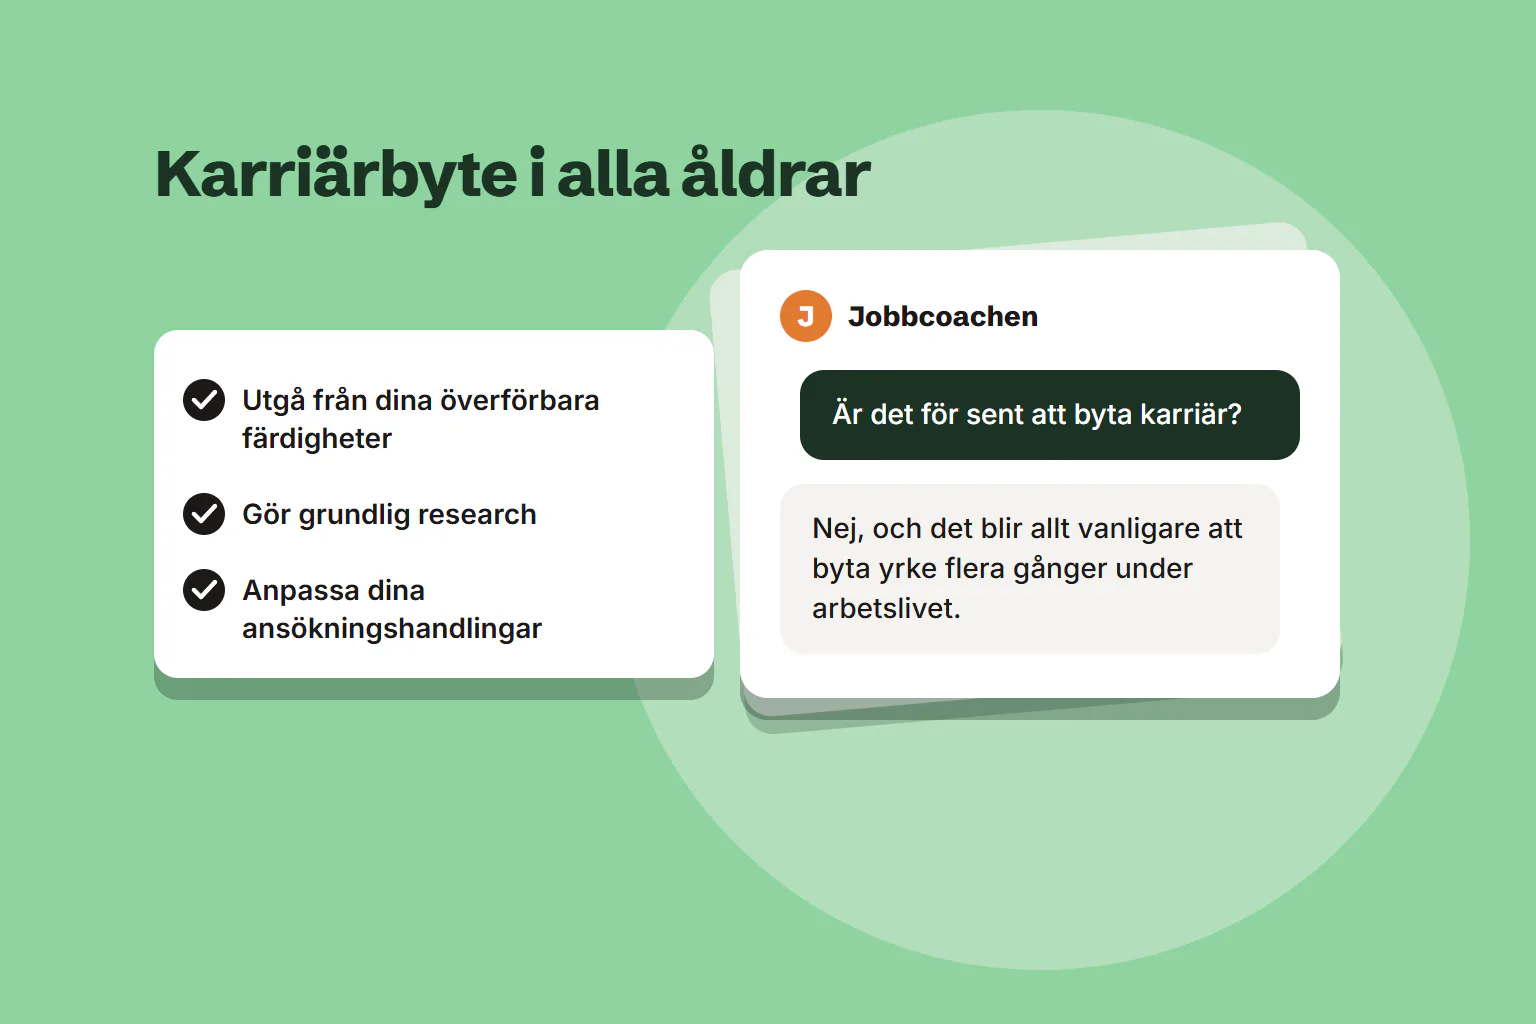 Karriärbyte i alla åldrar
Utgå från dina överförbara
färdigheter
Gör grundlig research
Anpassa dina
ansökningshandlingar
J
Jobbcoachen
Är det för sent att byta karriär?
Nej, och det blir allt vanligare att
byta yrke flera gånger under
arbetslivet.